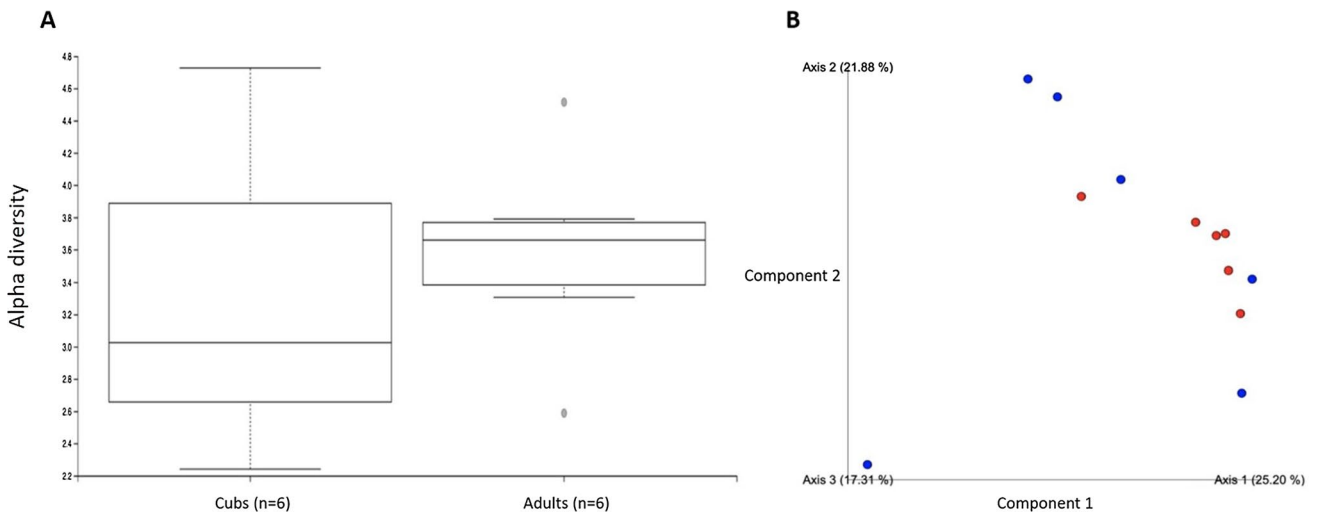 A
B
Alpha diversity
4.8
4.6
4.4
4.2
4.0
3.8
3.6
3.4
3.2
3.0
2.8
2.6
2.4
2.2
Cubs (n=6)
Adults (n=6)
Axis 2 (21.88 %)
Component 2
Axis 3 (17.31 %)
Axis 1 (25.20 %)
Component 1